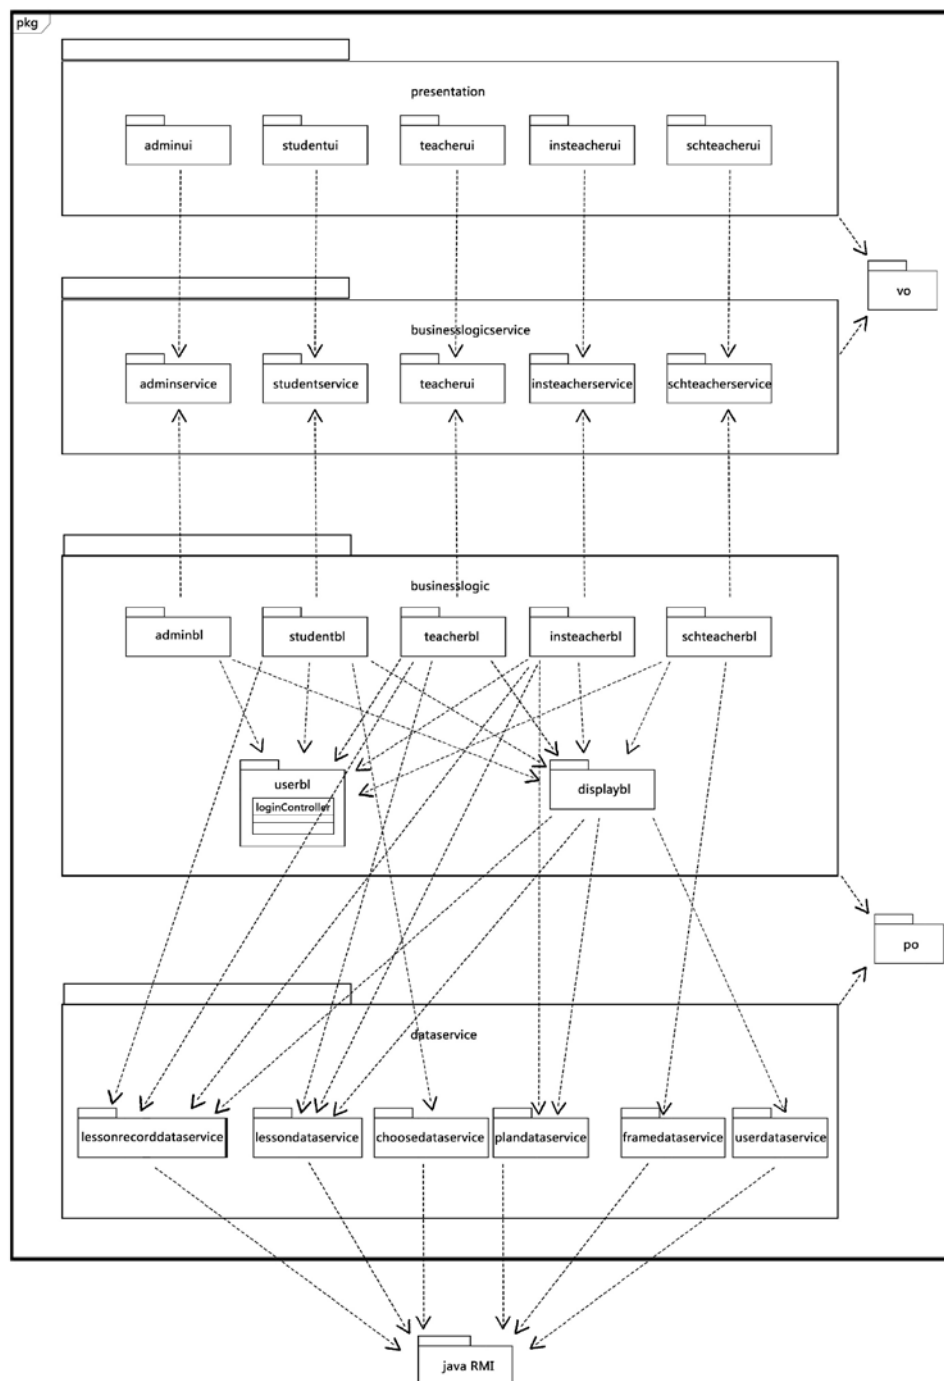 pkg
presentation
adminui
studentui
teacherui
insteacherui
schteacherui
vo
businesslogicservice
adminservice
studentservice
teacherui
insteacherservice
schteacherservice
businesslogic
adminbl
studentbl
teacherbl
insteacherbl
schteacherbl
userbl
loginController
displaybl
po
dataservice
lessonrecorddataservice
lessondataservice
choosedataservice
plandataservice
framedataservice
userdataservice
java RMI